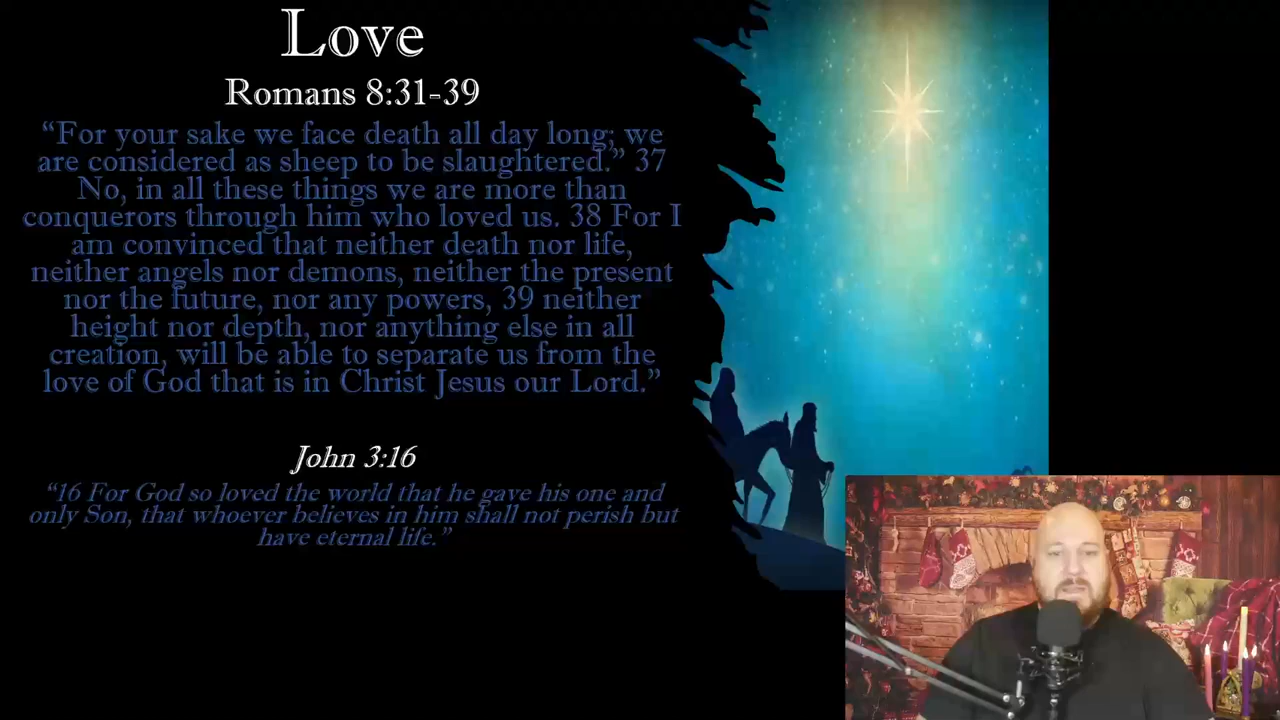 Love
Romans 8:31-39
“For your sake we face death all day long; we
are considered as sheep to be slaughtered.” 37
No, in all these things we are more than
conquerors through him who loved us. 38 For I
am convinced that neither death nor life,
neither angels nor demons, neither the present
nor the future, nor any powers, 39 neither
height nor depth, nor anything else in all
creation, will be able to separate us from the
love of God that is in Christ Jesus our Lord.”
John 3:16
“16 For God so loved the world that he gave his one and
only Son, that whoever believes in him shall not perish but
have eternal life.”